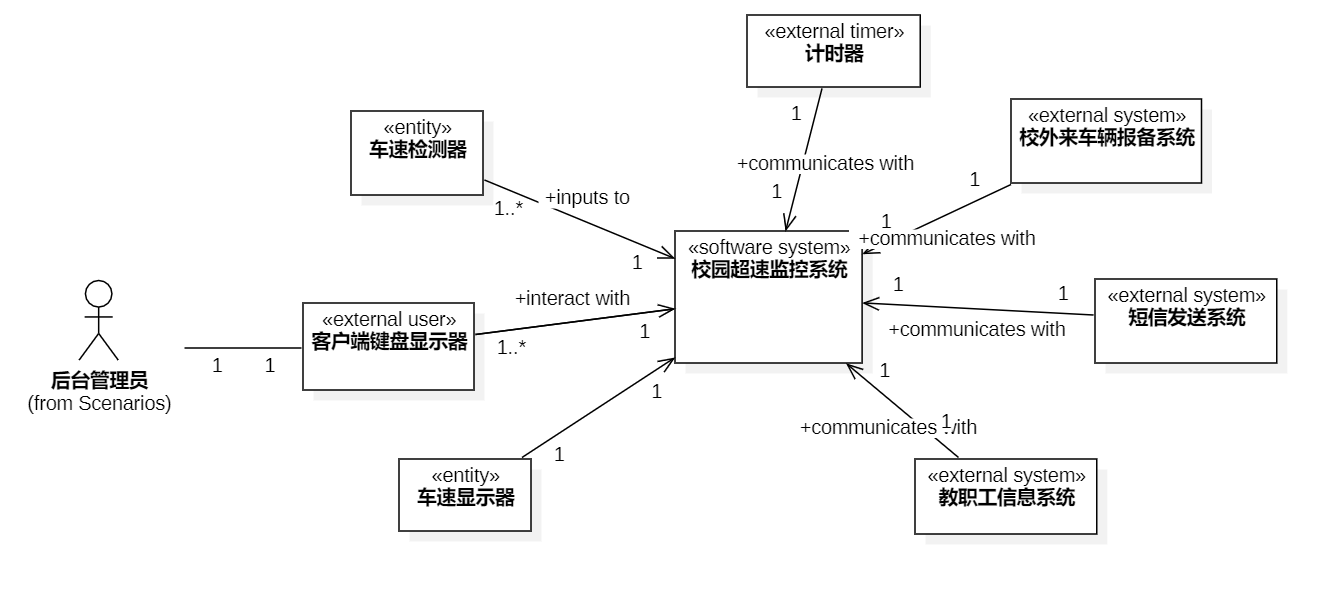 «external timer»
计时器
1
+communicates with
1
«external system»
校外来车辆报备系统
1
1
+communicates with
«entity»
车速检测器
1..*
+inputs to
1
«software system»
校园超速监控系统
«external system»
短信发送系统
1
1
+communicates with
后台管理员
(from Scenarios)
1
1
«external user»
客户端键盘显示器
+interact with
1..*
1
«entity»
车速显示器
1
1
«external system»
教职工信息系统
1
1
+communicates with